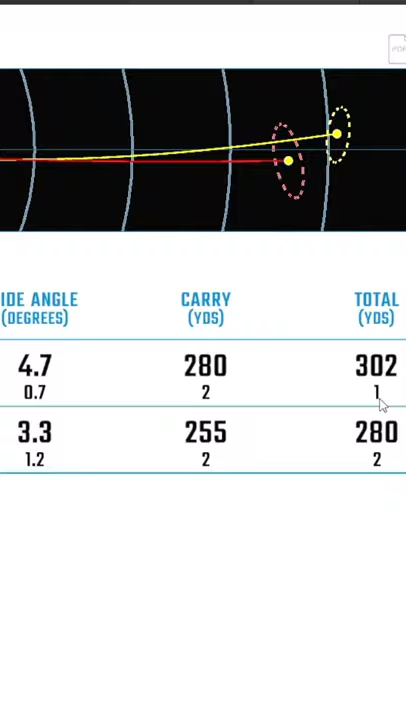 IDE ANGLE CARRY TOTAL
(DEGREES) (YDS) (YDS)
4.7 280 302
0.7 2 1
3.3 255 280
1.2 2 2